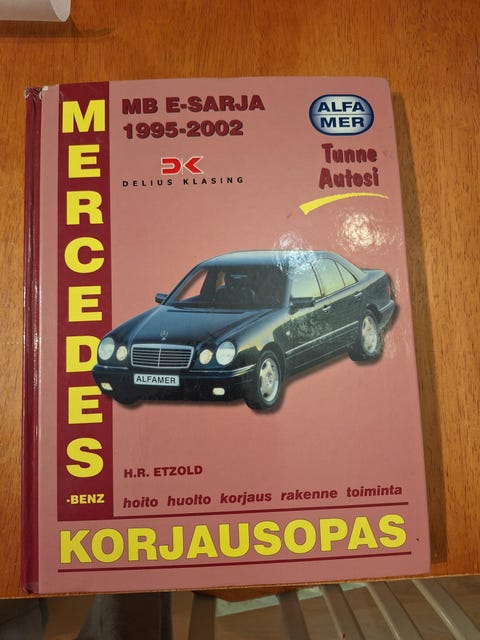 MERCEDES
-BENZ
MB E-SARJA
1995-2002
DELIUS KLASING
ALFA
MER
Tunne
Autosi
ALFAMER
H.R. ETZOLD
hoito huolto korjaus rakenne toiminta
KORJAUSOPAS